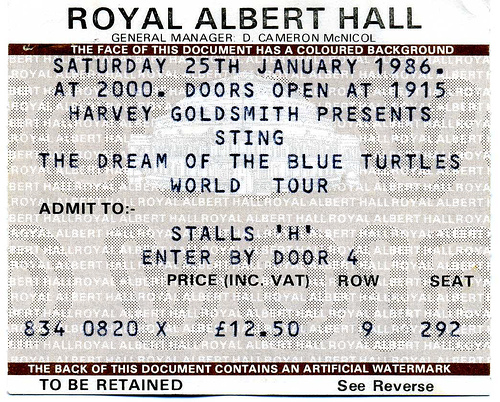 ROYAL ALBERT HALL
GENERAL MANAGER: D. CAMERON McNICOL
THE FACE OF THIS DOCUMENT HAS A COLOURED BACKGROUND
SATURDAY 25TH JANUARY 1986.
AT 2000. DOORS OPEN AT 1915
HARVEY GOLDSMITH PRESENTS
STING
THE DREAM OF THE BLUE TURTLES
WORLD TOUR
ADMIT TO:-
STALLS 'H'
ENTER BY DOOR 4
PRICE (INC. VAT) ROW SEAT
834 0820 X £12.50 9 292
THE BACK OF THIS DOCUMENT CONTAINS AN ARTIFICIAL WATERMARK
TO BE RETAINED See Reverse